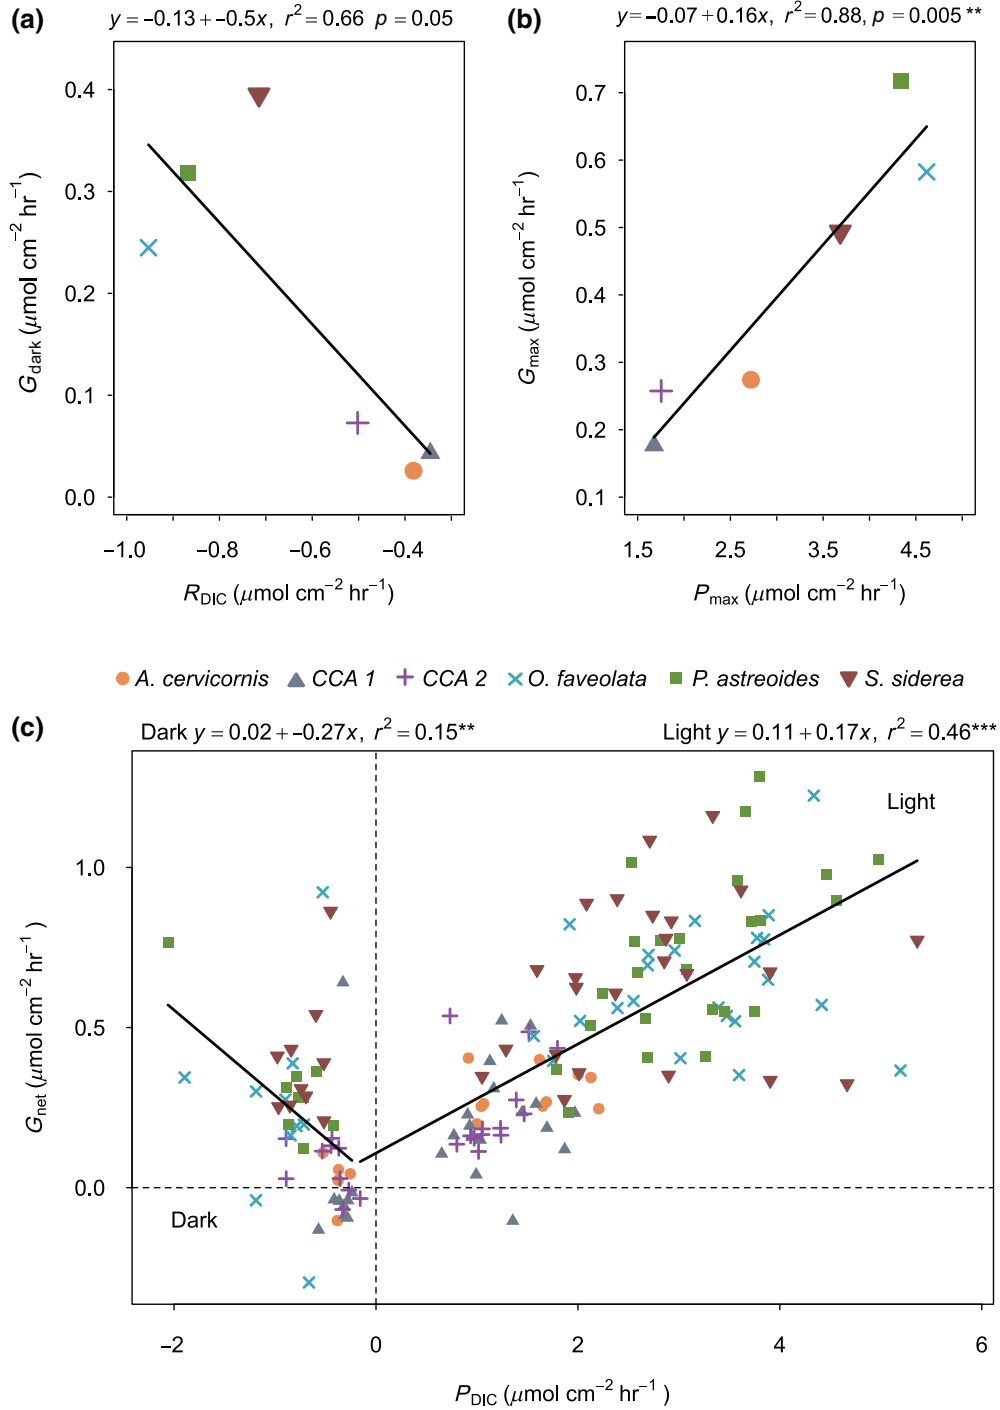 (a) y = −0.13 + −0.5x, r² = 0.66 p = 0.05
0.4
0.3
0.2
0.1
0.0
G_dark (μmol cm⁻² hr⁻¹)
−1.0 −0.8 −0.6 −0.4
R_DIC (μmol cm⁻² hr⁻¹)
(b) y = −0.07 + 0.16x, r² = 0.88, p = 0.005 **
0.7
0.6
0.5
0.4
0.3
0.2
0.1
G_max (μmol cm⁻² hr⁻¹)
1.5 2.5 3.5 4.5
P_max (μmol cm⁻² hr⁻¹)
A. cervicornis CCA 1 CCA 2 O. faveolata P. astreoides S. siderea
(c) Dark y = 0.02 + −0.27x, r² = 0.15** Light y = 0.11 + 0.17x, r² = 0.46***
Light
1.0
0.5
0.0
G_net (μmol cm⁻² hr⁻¹)
Dark
−2 0 2 4 6
P_DIC (μmol cm⁻² hr⁻¹)